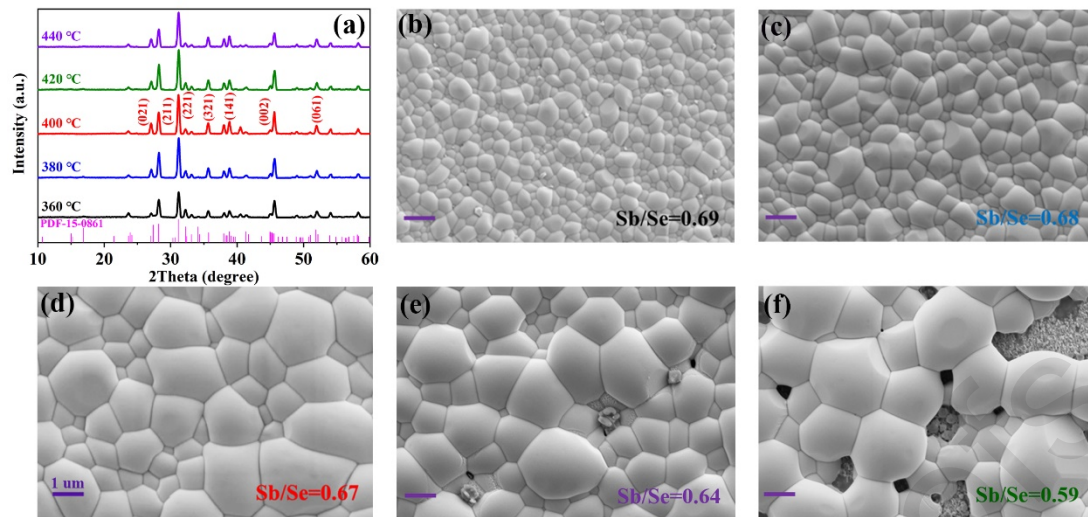 (a)
440 ℃
420 ℃
400 ℃
380 ℃
360 ℃
(021)
(211)
(221)
(321)
(141)
(002)
(061)
PDF-15-0861
Intensity (a.u.)
10 20 30 40 50 60
2Theta (degree)
(b)
Sb/Se=0.69
(c)
Sb/Se=0.68
(d)
1 um
Sb/Se=0.67
(e)
Sb/Se=0.64
(f)
Sb/Se=0.59